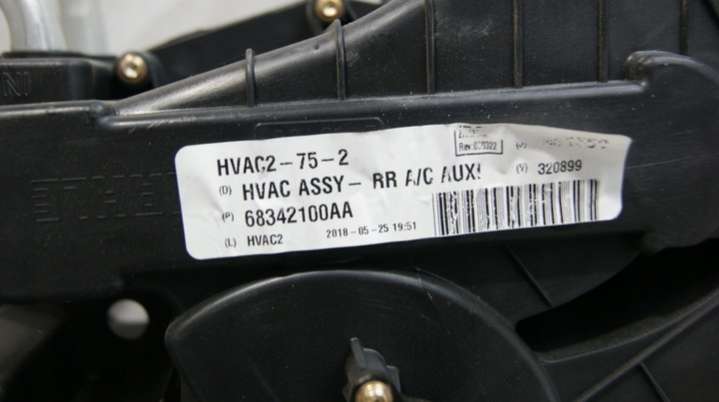 HVAC2-75-2
(D) HVAC ASSY- RR A/C AUX
(V) 320899
(P) 68342100AA
(L) HVAC2
2018-05-25 19:51